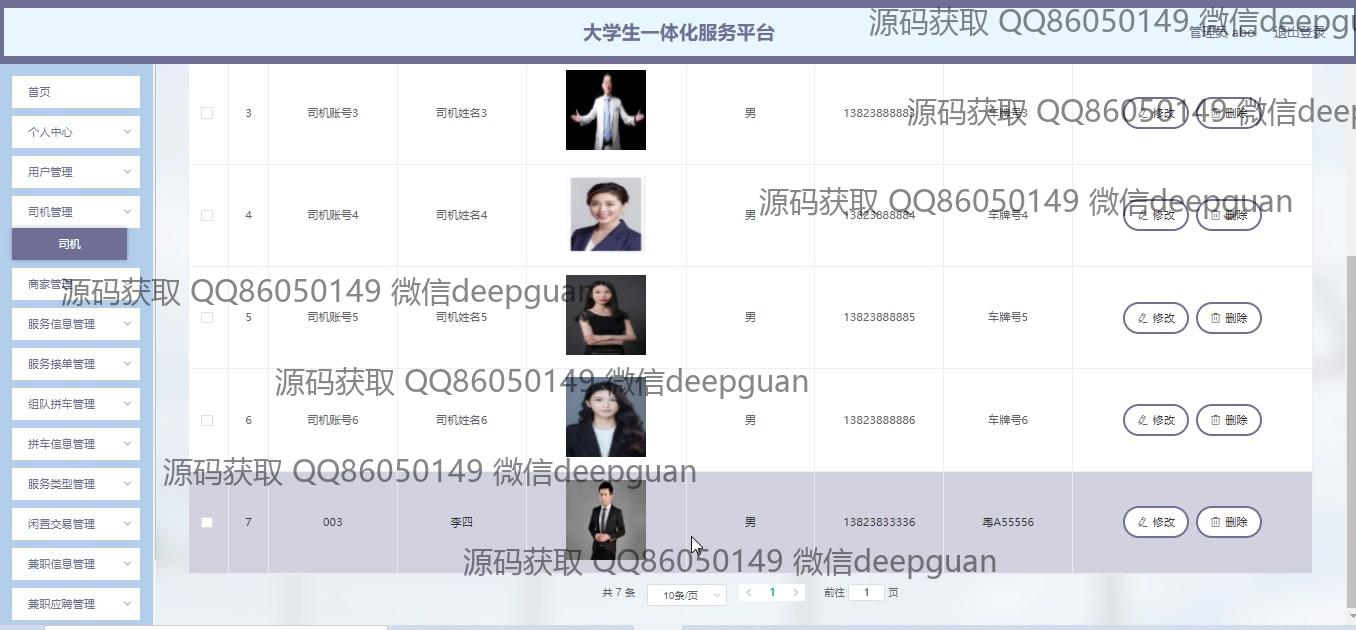 大学生一体化服务平台
管理员 abo 退出登录
源码获取 QQ86050149 微信deepgu
首页
个人中心
用户管理
司机管理
司机
商家管理
服务信息管理
服务接单管理
组队拼车管理
拼车信息管理
服务类型管理
闲置交易管理
兼职信息管理
兼职应聘管理
3 司机账号3 司机姓名3 男 13823888883 车牌号3 修改 删除
源码获取 QQ86050149 微信deep
4 司机账号4 司机姓名4 男 13823888884 车牌号4 修改 删除
源码获取 QQ86050149 微信deepguan
源码获取 QQ86050149 微信deepguan
5 司机账号5 司机姓名5 男 13823888885 车牌号5 修改 删除
源码获取 QQ86050149 微信deepguan
6 司机账号6 司机姓名6 男 13823888886 车牌号6 修改 删除
源码获取 QQ86050149 微信deepguan
7 003 李四 男 13823833336 粤A55556 修改 删除
源码获取 QQ86050149 微信deepguan
共 7 条 10条/页 1 前往 1 页